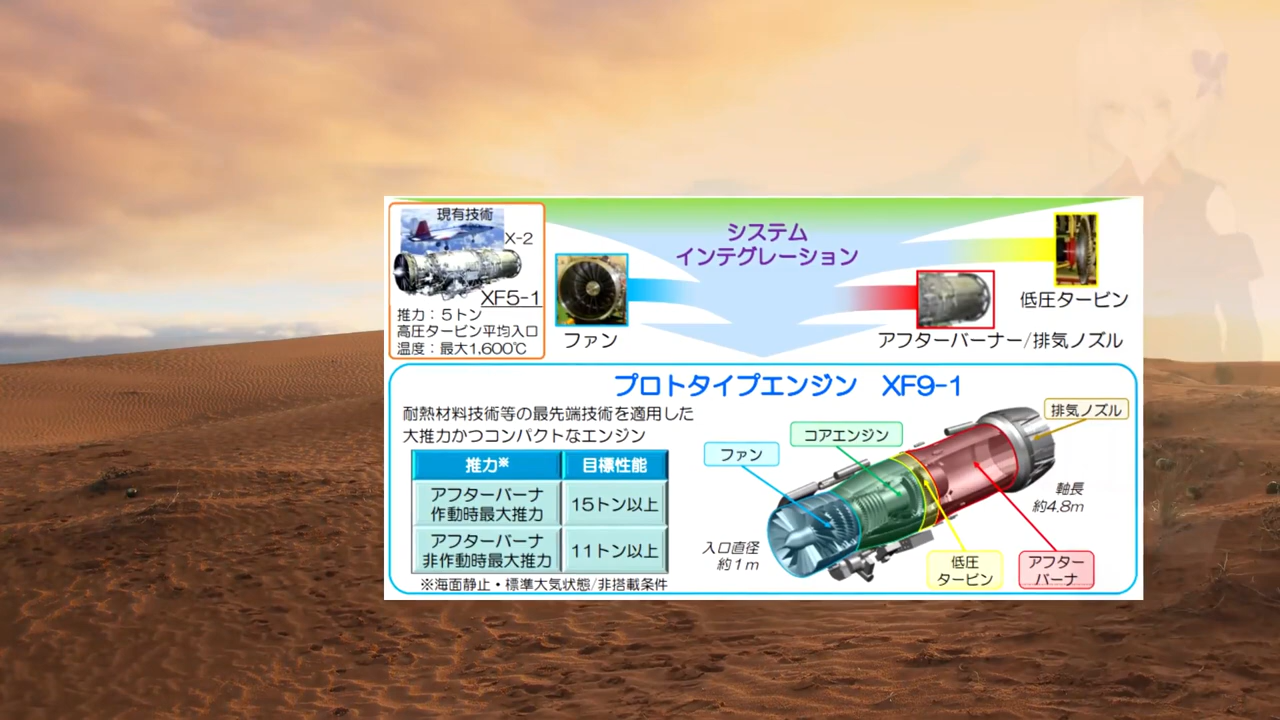 現有技術
X-2
XF5-1
推力：５トン
高圧タービン平均入口
温度：最大1,600℃
システム
インテグレーション
ファン
低圧タービン
アフターバーナー/排気ノズル
プロトタイプエンジン　XF9-1
耐熱材料技術等の最先端技術を適用した
大推力かつコンパクトなエンジン
推力※
目標性能
アフターバーナ
作動時最大推力
15トン以上
アフターバーナ
非作動時最大推力
11トン以上
※海面静止・標準大気状態/非搭載条件
ファン
コアエンジン
排気ノズル
軸長
約4.8m
入口直径
約１m
低圧
タービン
アフター
バーナ